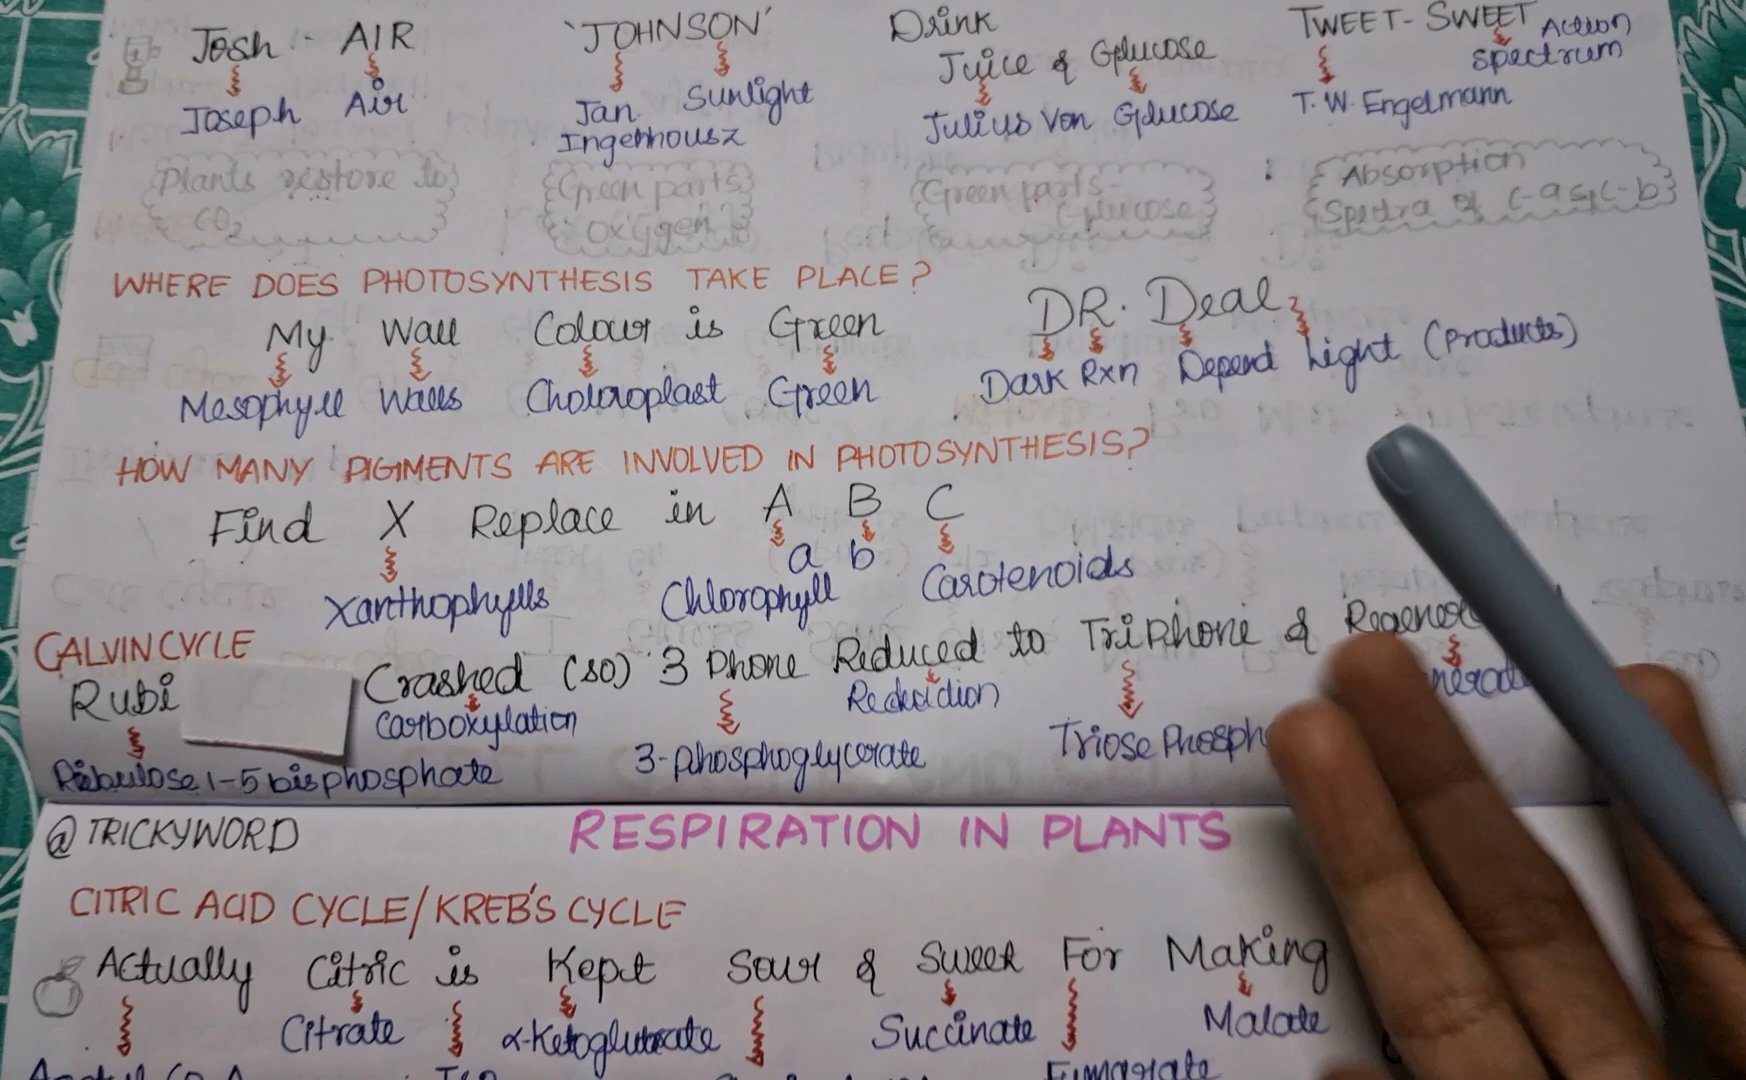 Josh - AIR 'JOHNSON' Drink TWEET - SWEET Action
Juice & Glucose spectrum
Joseph Air Jan Sunlight Julius Von Glucose T.W. Engelmann
Ingenhousz
Plants restore to Green parts Green parts- Absorption
CO2 oxygen Glucose Spectra of
WHERE DOES PHOTOSYNTHESIS TAKE PLACE?
My Wall Colour is Green DR. Deal
Mesophyll Walls Choloroplast Green Dark Rxn Depend Light (Products)
HOW MANY PIGIMENTS ARE INVOLVED IN PHOTOSYNTHESIS?
Find X Replace in A B C
a b
Xanthophylls Chlorophyll Carotenoids
CALVIN CYCLE
Rubi Crashed (so) 3 Phone Reduced to TriPhone &
Carboxylation Reduction
Ribulose 1-5 bisphosphate 3-phosphoglycerate Triose
@TRICKYWORD RESPIRATION IN PLANTS
CITRIC ACID CYCLE/KREB'S CYCLE
Actually Citric is Kept Sour & Sweet For Making
Citrate α-Ketoglutarate Succinate Malate
Fumarate